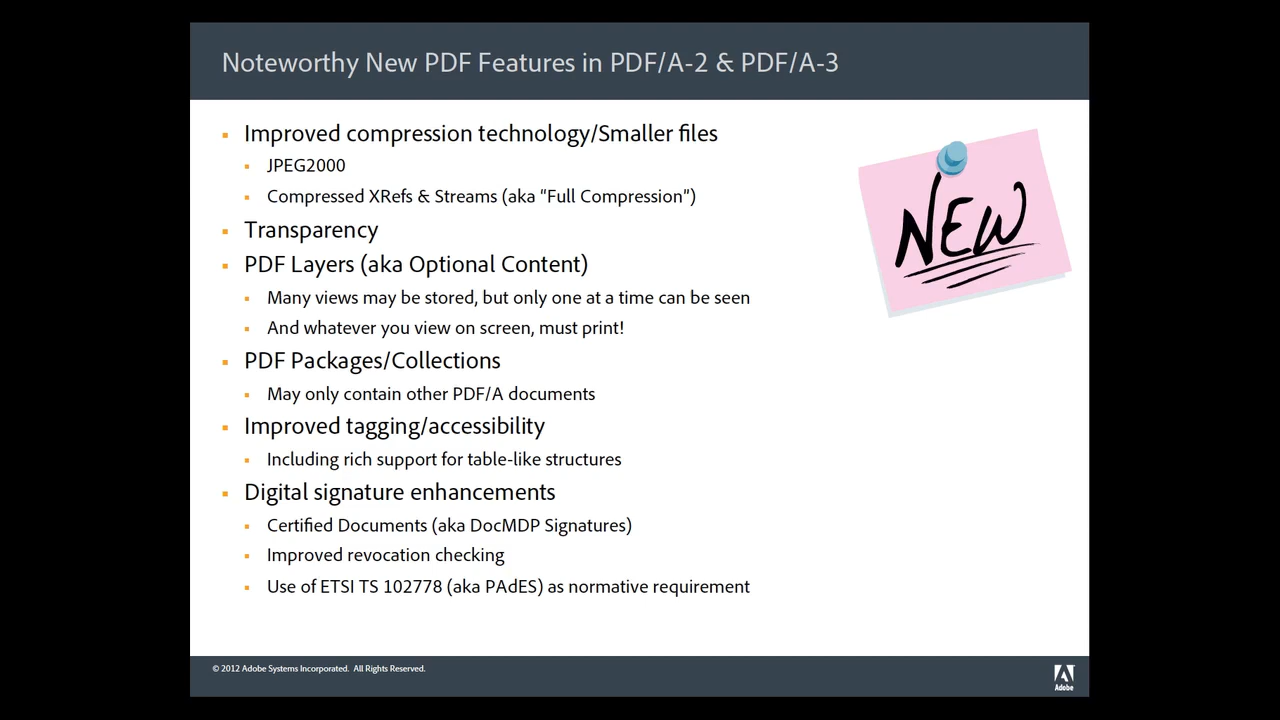 Noteworthy New PDF Features in PDF/A-2 & PDF/A-3
Improved compression technology/Smaller files
JPEG2000
Compressed XRefs & Streams (aka “Full Compression”)
Transparency
PDF Layers (aka Optional Content)
Many views may be stored, but only one at a time can be seen
And whatever you view on screen, must print!
PDF Packages/Collections
May only contain other PDF/A documents
Improved tagging/accessibility
Including rich support for table-like structures
Digital signature enhancements
Certified Documents (aka DocMDP Signatures)
Improved revocation checking
Use of ETSI TS 102778 (aka PAdES) as normative requirement
NEW
© 2012 Adobe Systems Incorporated. All Rights Reserved.
Adobe